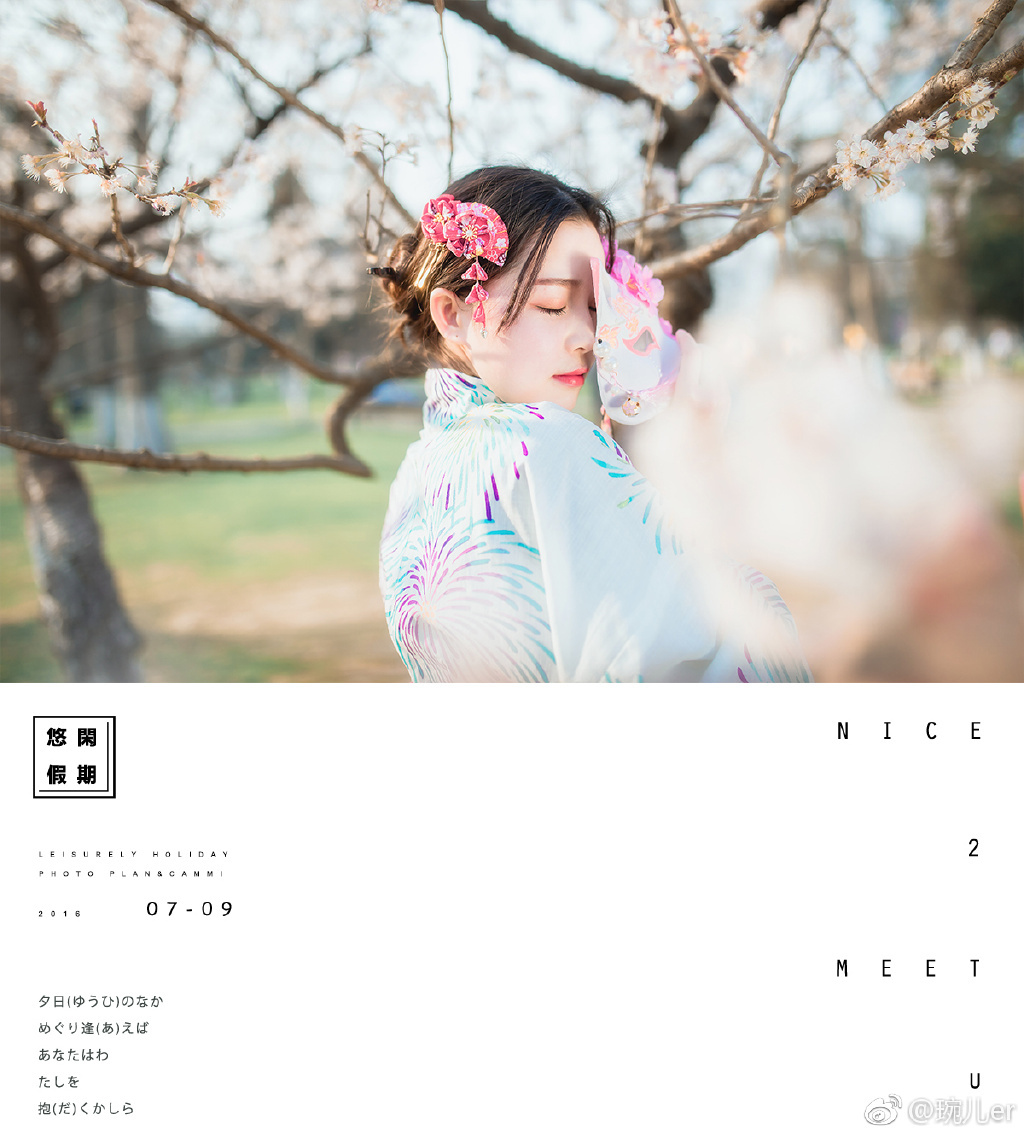 悠閑
假期
NICE
LEISURELY HOLIDAY
PHOTO PLAN&CANMI
2
2016 07-09
MEET
夕日(ゆうひ)のなか
めぐり逢(あ)えば
あなたはわ
たしを
抱(だ)くかしら
U
@琬儿er